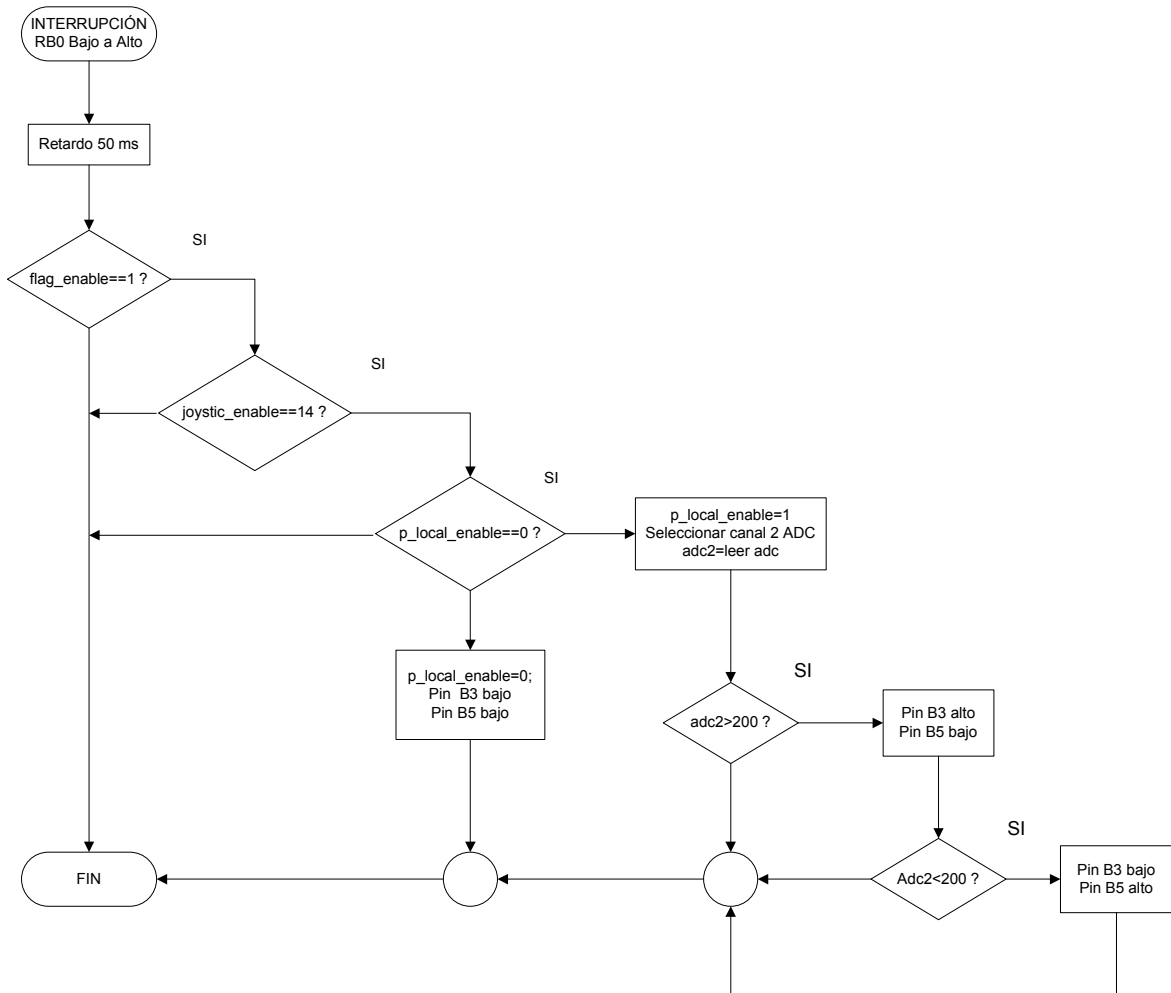 INTERRUPCIÓN
RB0 Bajo a Alto
Retardo 50 ms
SI
flag_enable==1 ?
SI
joystic_enable==14 ?
SI
p_local_enable==0 ?
p_local_enable=1
Seleccionar canal 2 ADC
adc2=leer adc
p_local_enable=0;
Pin B3 bajo
Pin B5 bajo
SI
adc2>200 ?
Pin B3 alto
Pin B5 bajo
SI
Adc2<200 ?
Pin B3 bajo
Pin B5 alto
FIN